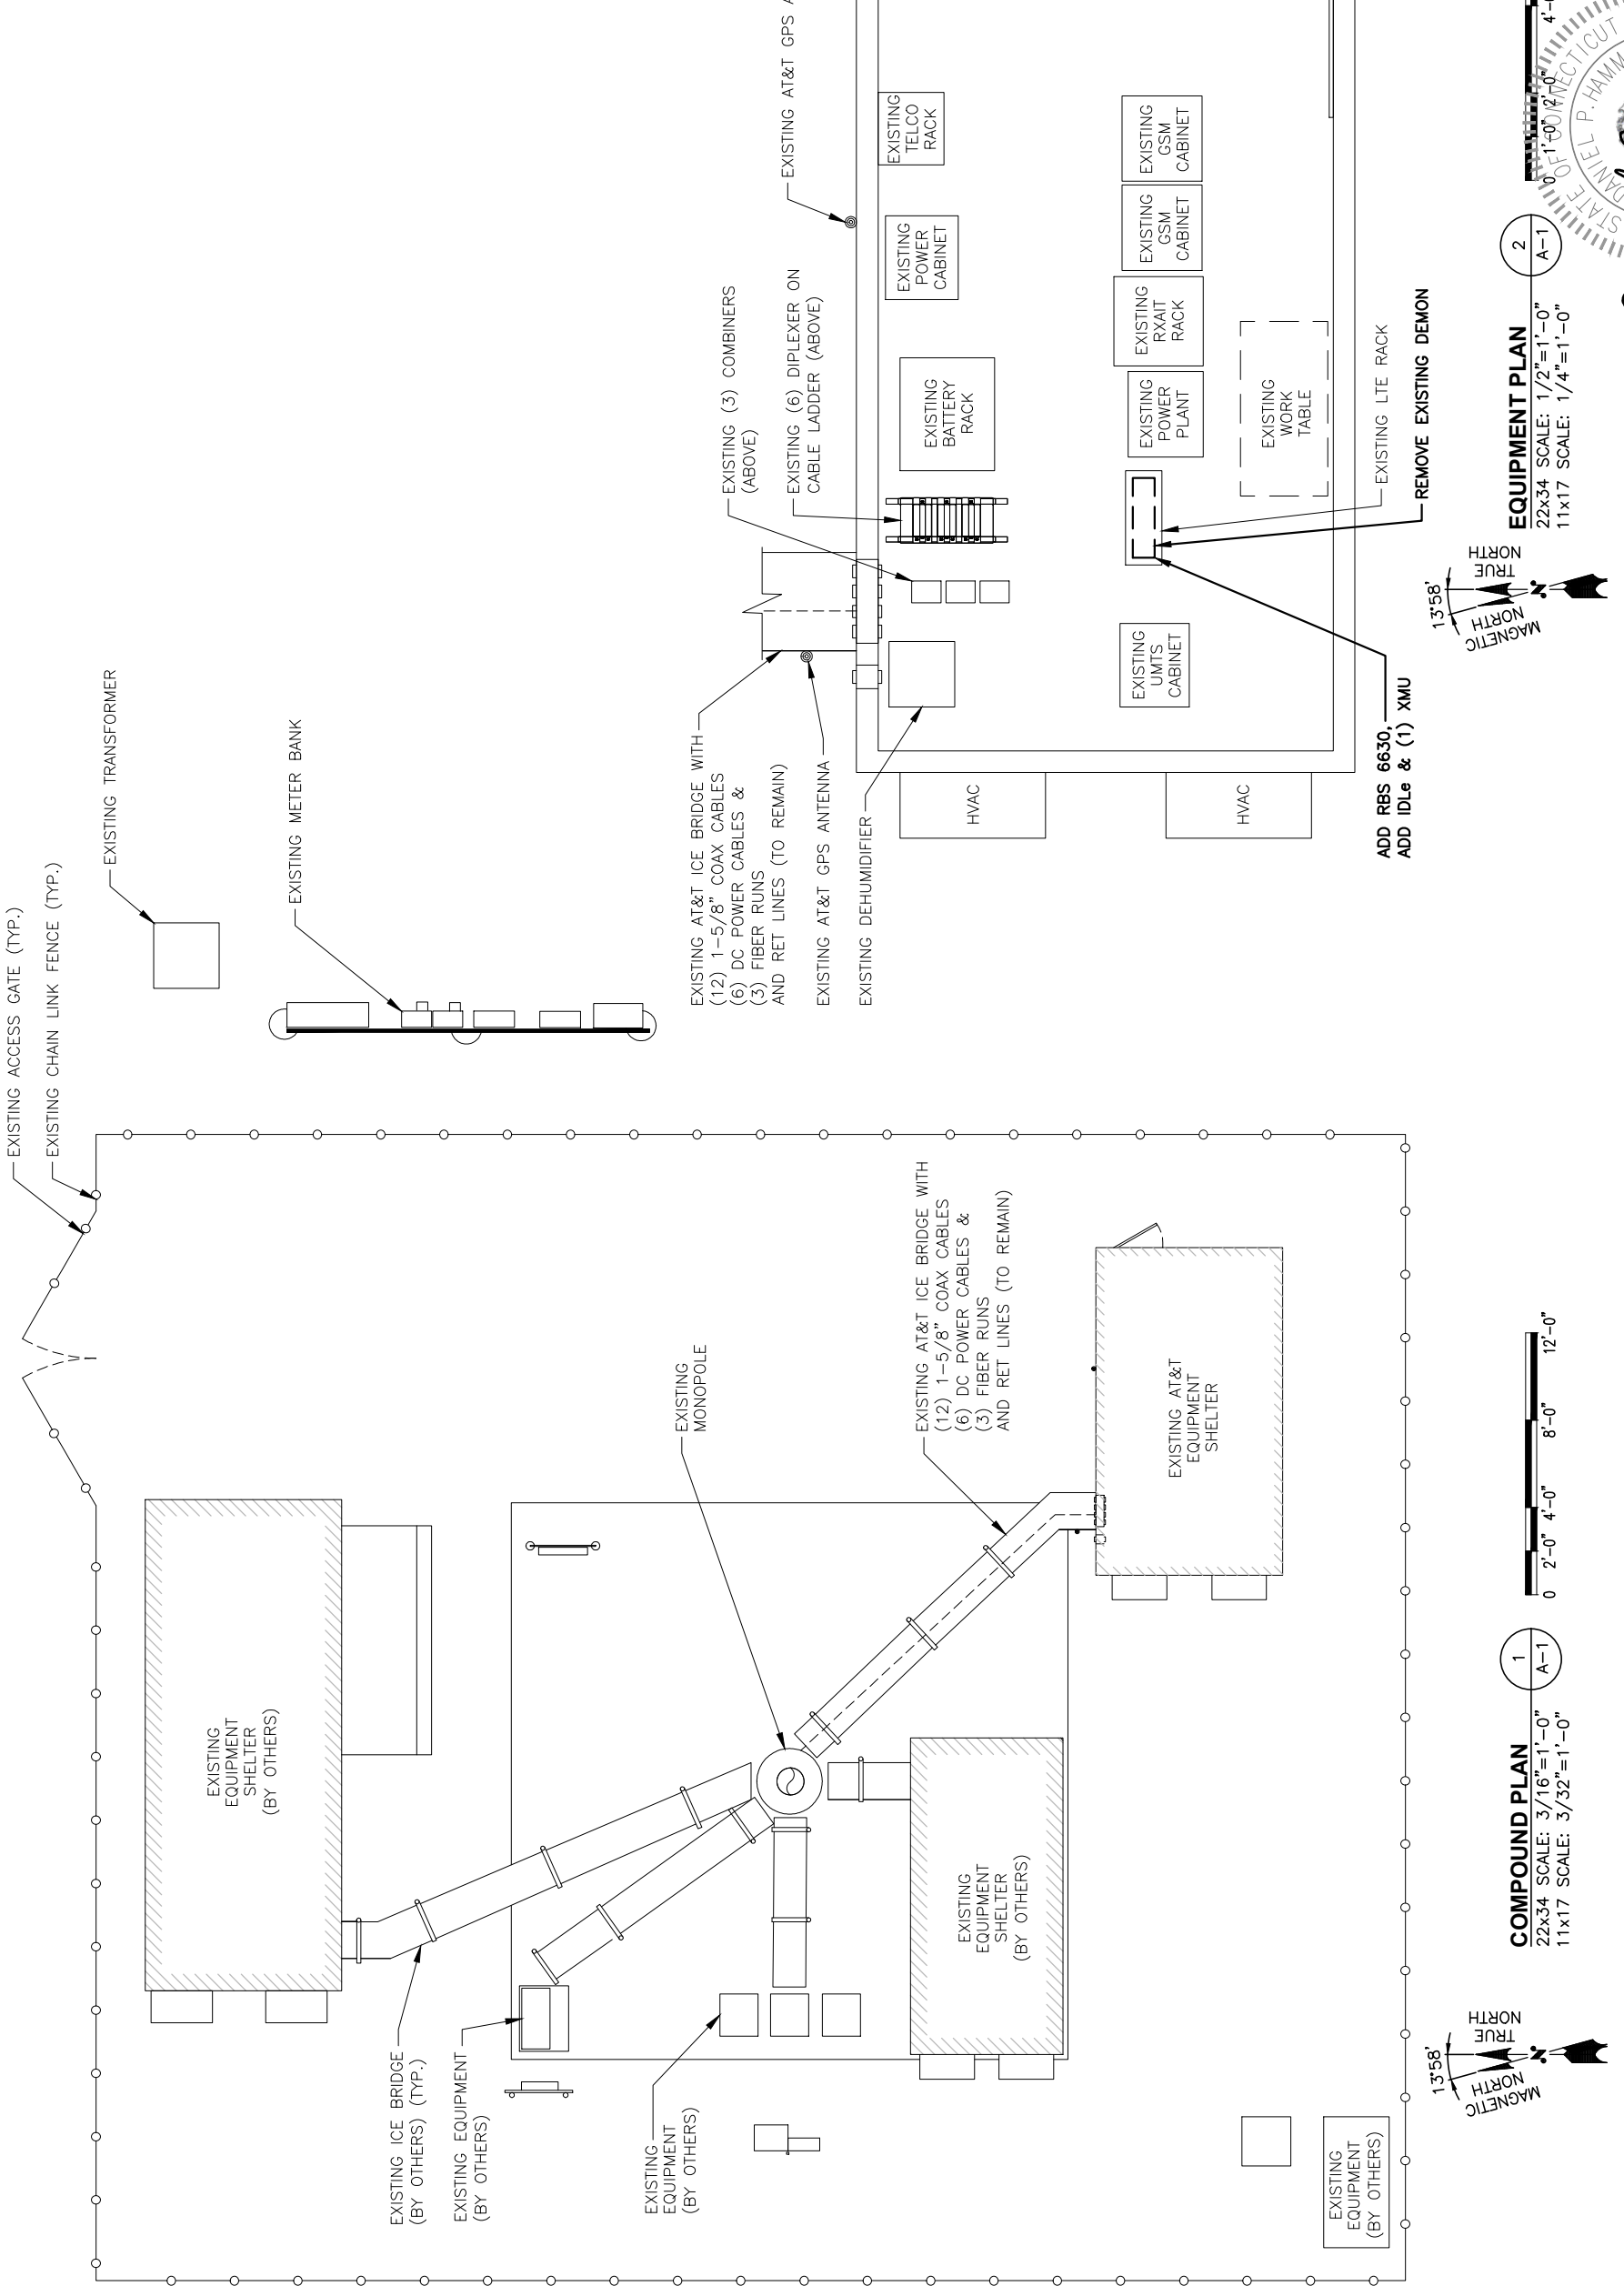 EXISTING ACCESS GATE (TYP.)
EXISTING CHAIN LINK FENCE (TYP.)
EXISTING TRANSFORMER
EXISTING METER BANK
EXISTING
EQUIPMENT
SHELTER
(BY OTHERS)
EXISTING ICE BRIDGE
(BY OTHERS) (TYP.)
EXISTING EQUIPMENT
(BY OTHERS)
EXISTING
EQUIPMENT
(BY OTHERS)
EXISTING
MONOPOLE
EXISTING AT&T ICE BRIDGE WITH
(12) 1-5/8" COAX CABLES
(6) DC POWER CABLES &
(3) FIBER RUNS
AND RET LINES (TO REMAIN)
EXISTING
EQUIPMENT
SHELTER
(BY OTHERS)
EXISTING AT&T
EQUIPMENT
SHELTER
EXISTING
EQUIPMENT
(BY OTHERS)
13°58'
MAGNETIC
NORTH
TRUE
NORTH
N
COMPOUND PLAN
22x34 SCALE: 3/16"=1'-0"
11x17 SCALE: 3/32"=1'-0"
1
A-1
0 2'-0" 4'-0" 8'-0" 12'-0"
EXISTING AT&T GPS
EXISTING (3) COMBINERS
(ABOVE)
EXISTING (6) DIPLEXER ON
CABLE LADDER (ABOVE)
EXISTING AT&T ICE BRIDGE WITH
(12) 1-5/8" COAX CABLES
(6) DC POWER CABLES &
(3) FIBER RUNS
AND RET LINES (TO REMAIN)
EXISTING AT&T GPS ANTENNA
EXISTING DEHUMIDIFIER
EXISTING
BATTERY
RACK
EXISTING
POWER
CABINET
EXISTING
TELCO
RACK
HVAC
HVAC
EXISTING
UMTS
CABINET
EXISTING
POWER
PLANT
EXISTING
RXAIT
RACK
EXISTING
GSM
CABINET
EXISTING
GSM
CABINET
EXISTING
WORK
TABLE
EXISTING LTE RACK
REMOVE EXISTING DEMON
ADD RBS 6630,
ADD IDLe & (1) XMU
13°58'
MAGNETIC
NORTH
TRUE
NORTH
N
EQUIPMENT PLAN
22x34 SCALE: 1/2"=1'-0"
11x17 SCALE: 1/4"=1'-0"
2
A-1
0 1'-0" 2'-0"
STATE OF CONNECTICUT
DANIEL P.